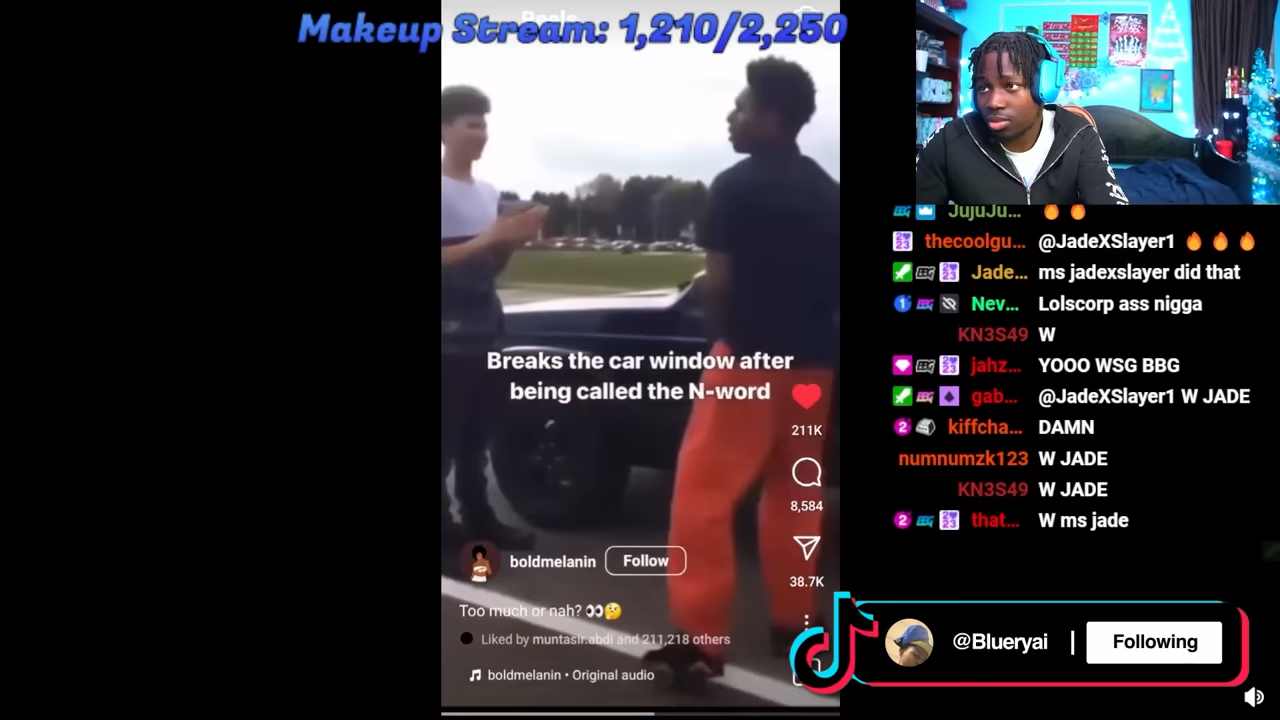 Makeup Stream: 1,210/2,250
Reels
Breaks the car window after
being called the N-word
211K
8,584
38.7K
boldmelanin
Follow
Too much or nah? 👀🤔
Liked by muntasir.abdi and 211,218 others
boldmelanin • Original audio
JujuJu… 🔥 🔥
thecoolgu… @JadeXSlayer1 🔥 🔥 🔥
Jade… ms jadexslayer did that
Nev… Lolscorp ass nigga
KN3S49 W
jahz… YOOO WSG BBG
gab… @JadeXSlayer1 W JADE
kiffcha… DAMN
numnumzk123 W JADE
KN3S49 W JADE
that… W ms jade
@Blueryai | Following